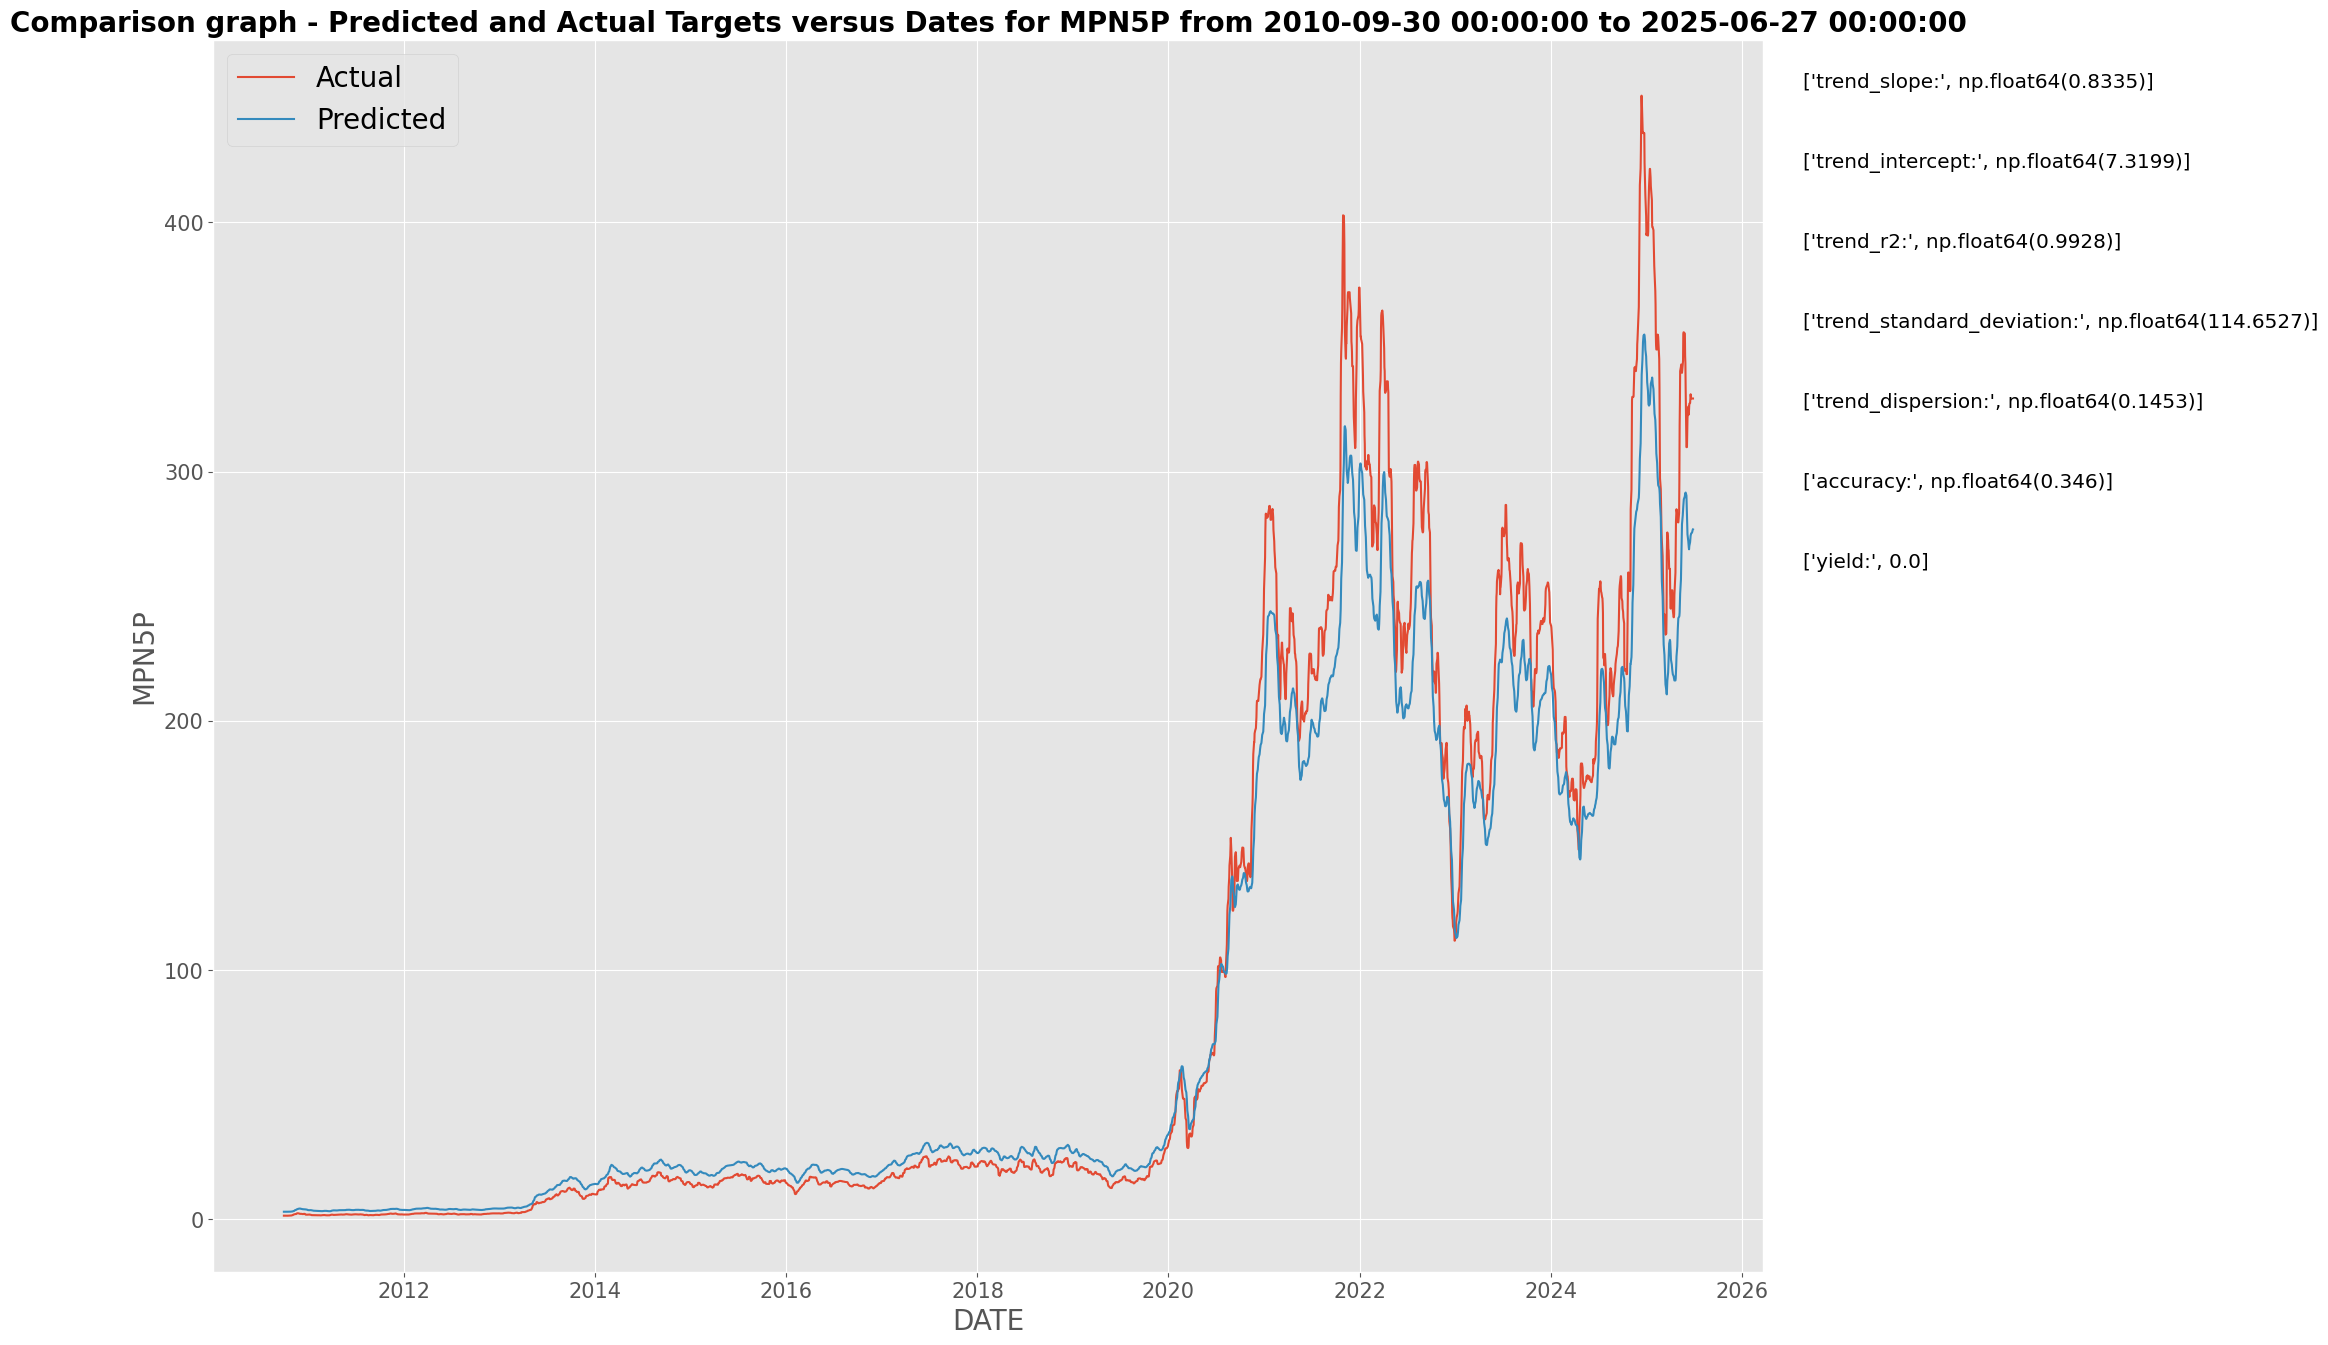 Comparison graph - Predicted and Actual Targets versus Dates for MPN5P from 2010-09-30 00:00:00 to 2025-06-27 00:00:00
Actual
Predicted
['trend_slope:', np.float64(0.8335)]
['trend_intercept:', np.float64(7.3199)]
['trend_r2:', np.float64(0.9928)]
['trend_standard_deviation:', np.float64(114.6527)]
['trend_dispersion:', np.float64(0.1453)]
['accuracy:', np.float64(0.346)]
['yield:', 0.0]
MPN5P
400
300
200
100
0
2012 2014 2016 2018 2020 2022 2024 2026
DATE